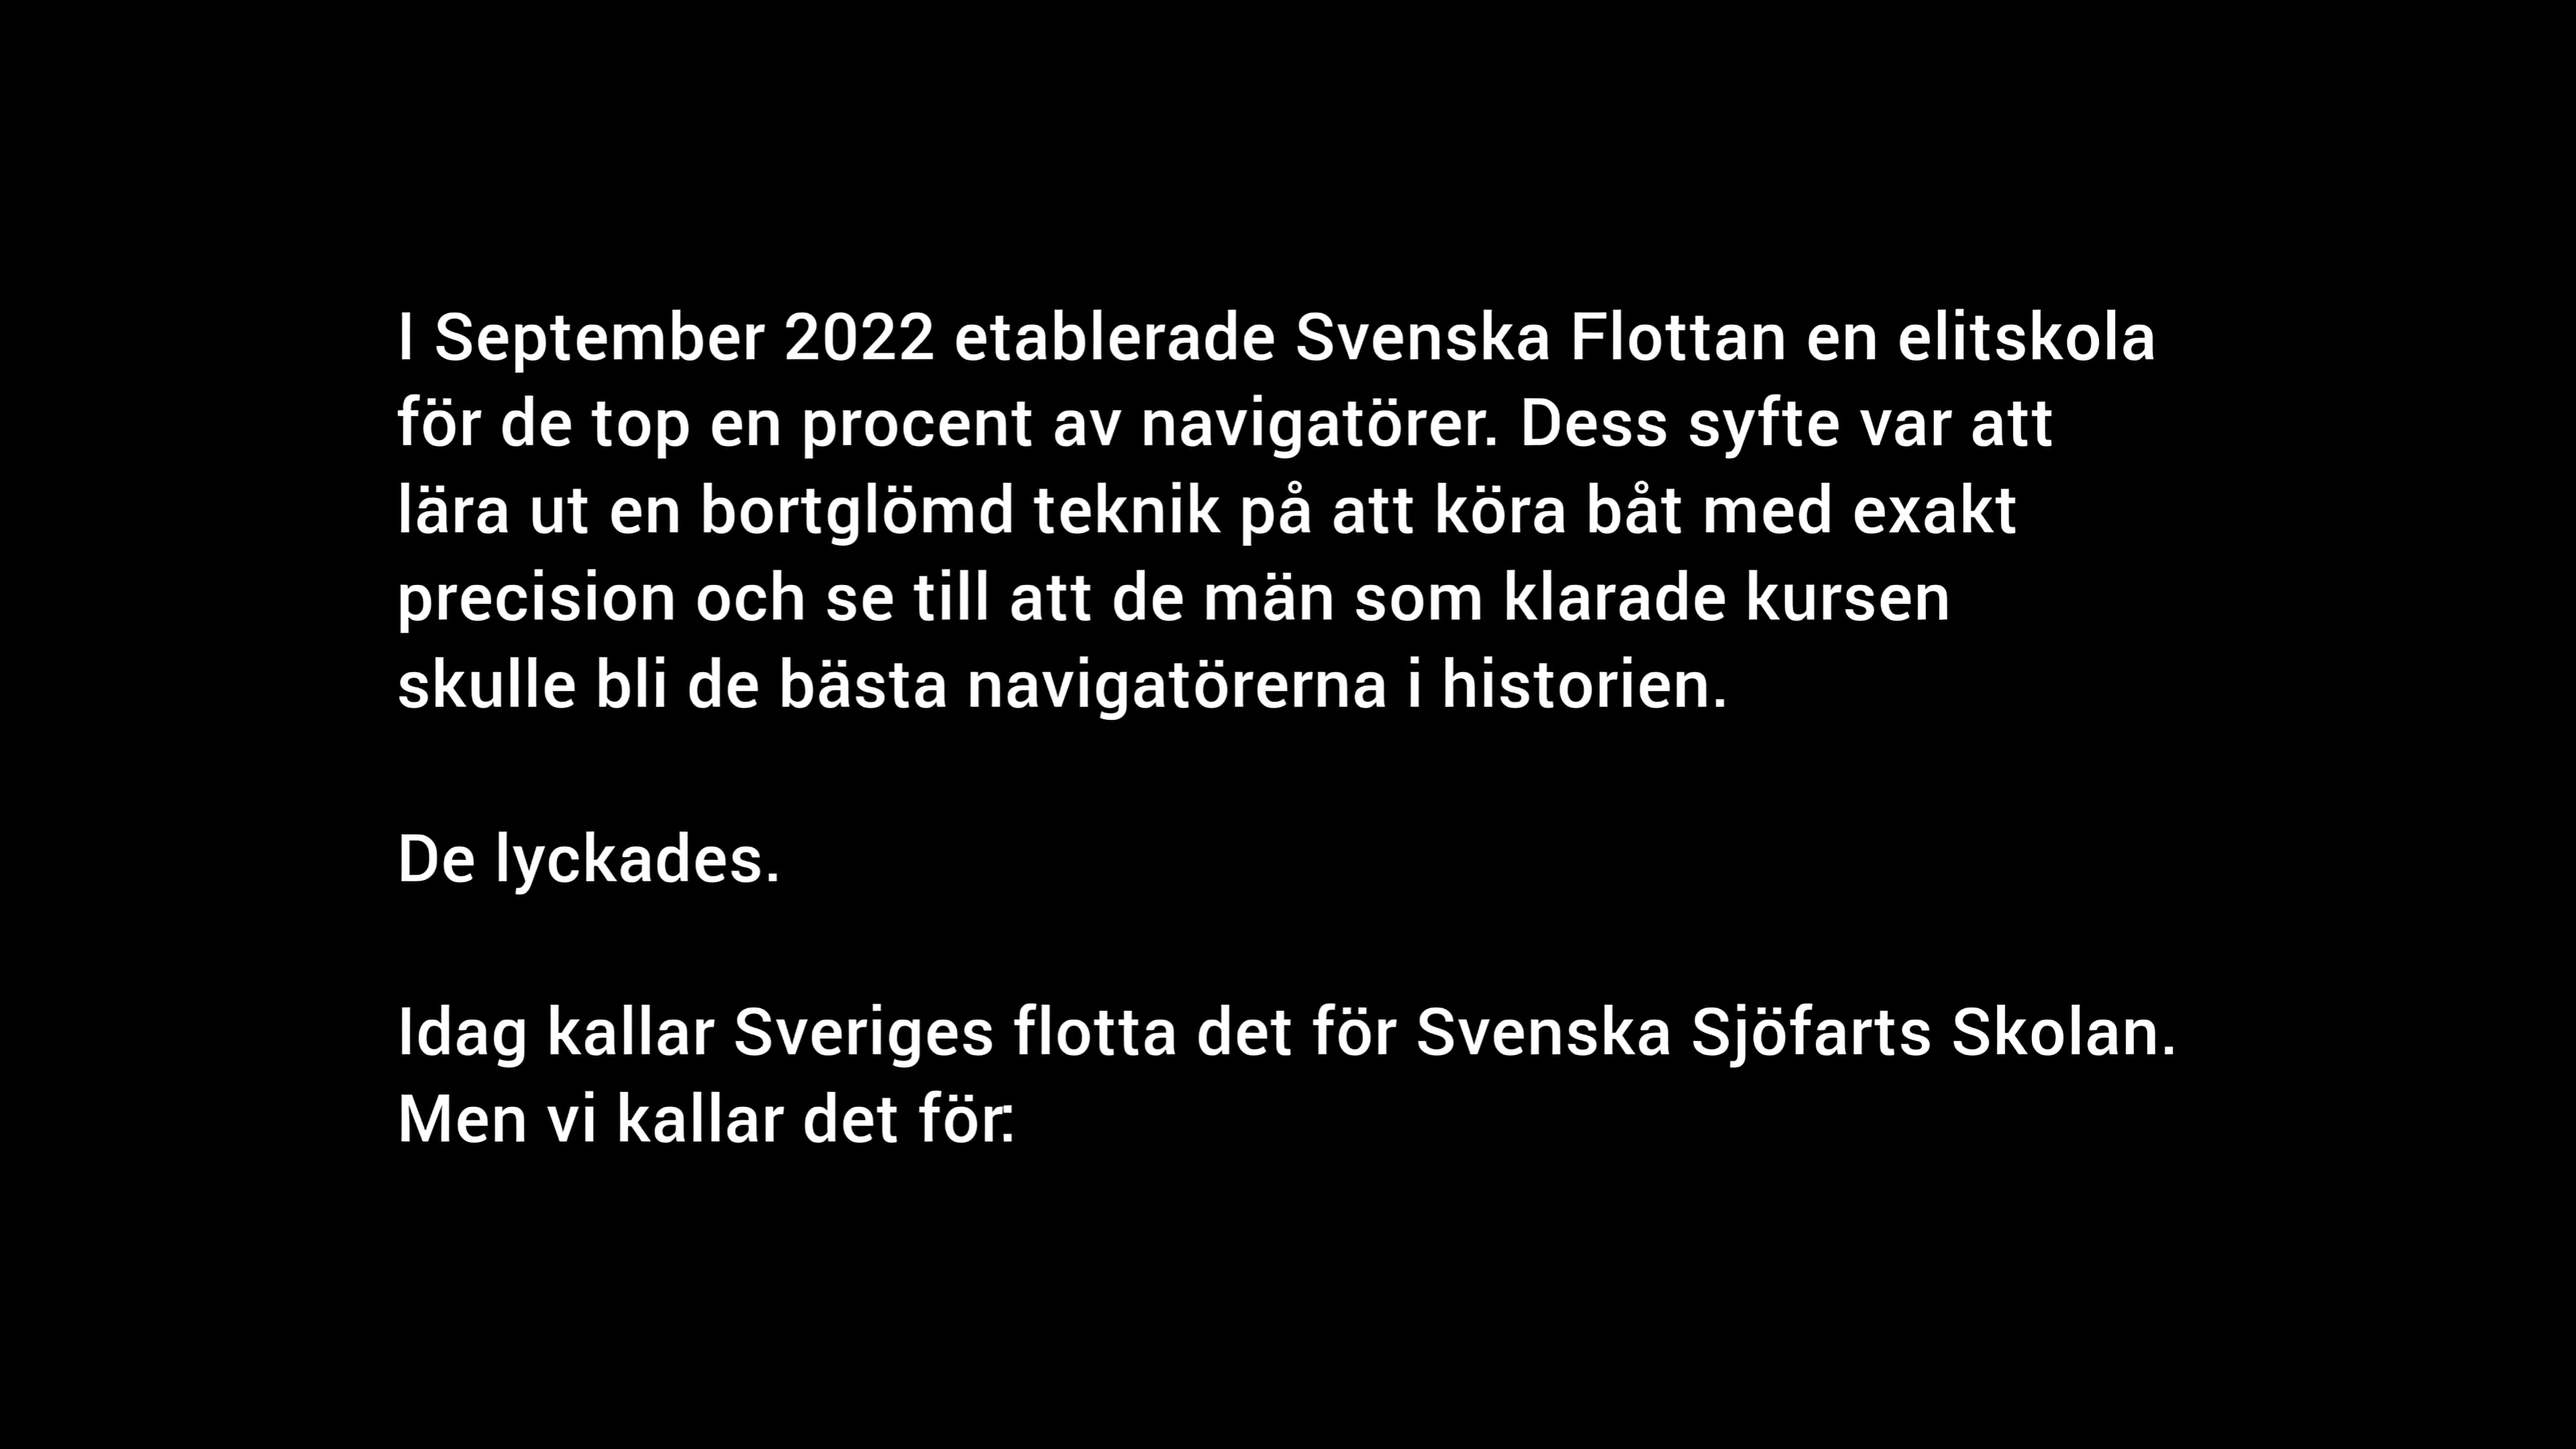 I September 2022 etablerade Svenska Flottan en elitskola
för de top en procent av navigatörer. Dess syfte var att
lära ut en bortglömd teknik på att köra båt med exakt
precision och se till att de män som klarade kursen
skulle bli de bästa navigatörerna i historien.
De lyckades.
Idag kallar Sveriges flotta det för Svenska Sjöfarts Skolan.
Men vi kallar det för: